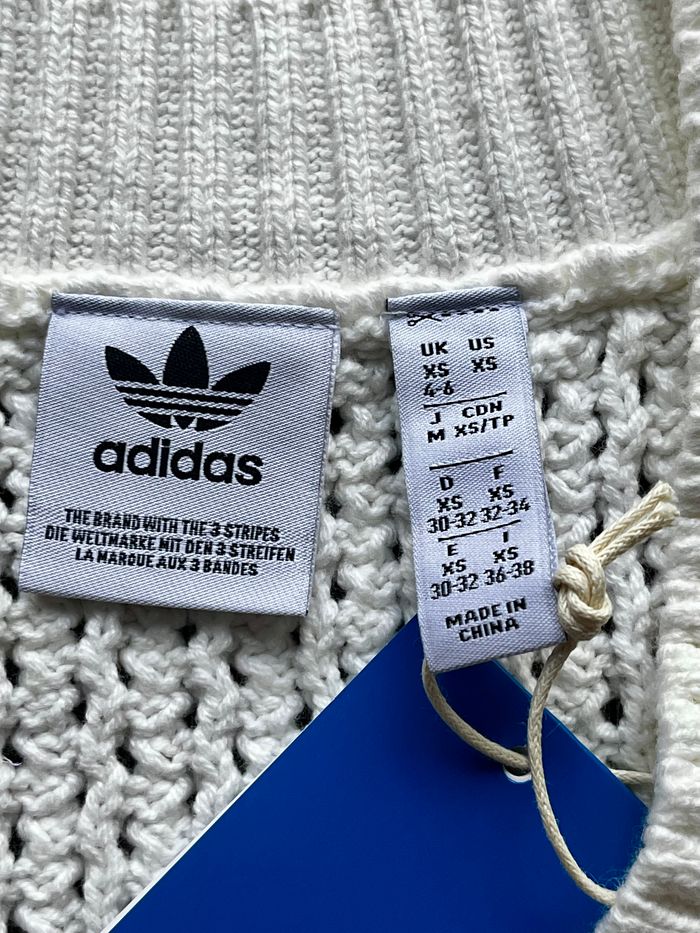 adidas
THE BRAND WITH THE 3 STRIPES
DIE WELTMARKE MIT DEN 3 STREIFEN
LA MARQUE AUX 3 BANDES
UK US
XS XS
4-6
J CDN
M XS/TP
D F
XS XS
30-32 32-34
E I
XS XS
30-32 36-38
MADE IN
CHINA